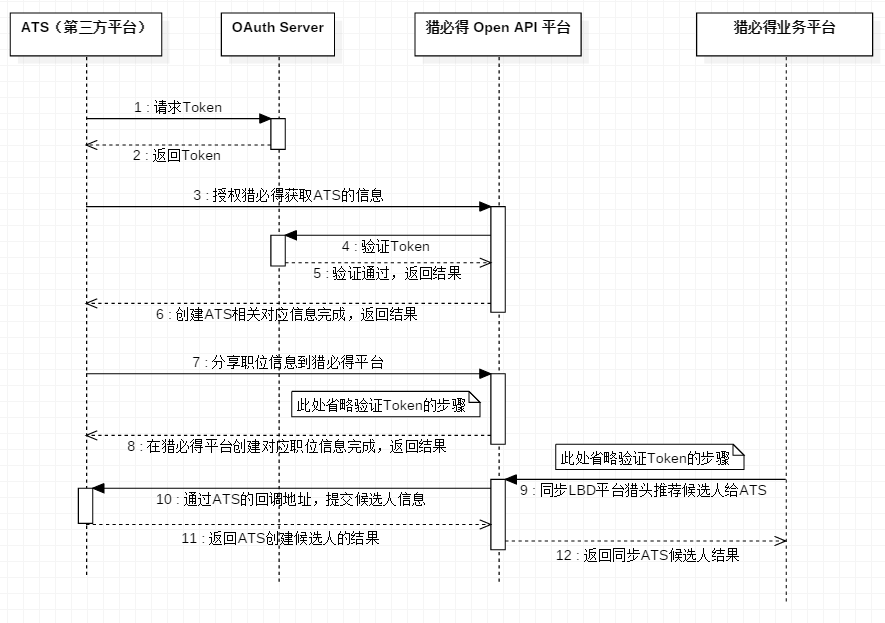 ATS（第三方平台）
OAuth Server
猎必得 Open API 平台
猎必得业务平台
1 : 请求Token
2 : 返回Token
3 : 授权猎必得获取ATS的信息
4 : 验证Token
5 : 验证通过，返回结果
6 : 创建ATS相关对应信息完成，返回结果
7 : 分享职位信息到猎必得平台
此处省略验证Token的步骤
8 : 在猎必得平台创建对应职位信息完成，返回结果
此处省略验证Token的步骤
9 : 同步LBD平台猎头推荐候选人给ATS
10 : 通过ATS的回调地址，提交候选人信息
11 : 返回ATS创建候选人的结果
12 : 返回同步ATS候选人结果